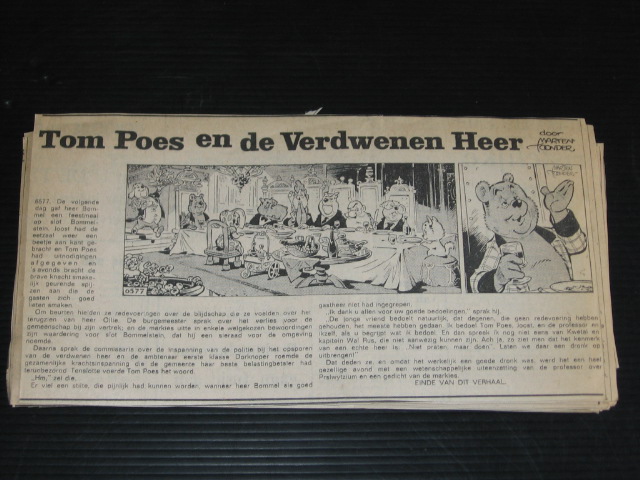 Tom Poes en de Verdwenen Heer
door
MARTEN
TOONDER
6577. De volgende
dag gaf heer Bom-
mel een feestmaal
op slot Bommel-
stein. Joost had de
eetzaal weer een
beetje aan kant ge-
bracht en Tom Poes
had uitnodigingen
afgegeven en
's avonds bracht de
brave knecht smake-
lijk geurende spij-
zen aan die de
gasten zich goed
lieten smaken.
Om beurten hielden ze redevoeringen over de blijdschap die ze voelden over het
terugzien van heer Ollie. De burgemeester sprak over het verlies voor de
gemeenschap bij zijn vertrek; en de markies uitte in enkele welgekozen bewoordingen
zijn waardering voor slot Bommelstein, dat hij een sieraad voor de omgeving
noemde.
Daarna sprak de commissaris over de inspanning van de politie bij het opsporen
van de verdwenen heer en de ambtenaar eerste klasse Dorknoper roemde de
gezamenlijke krachtsinspanning die de gemeente haar beste belastingbetaler had
terugbezorgd. Tenslotte voerde Tom Poes het woord.
„Hm,” zei die.
Er viel een stilte, die pijnlijk had kunnen worden, wanneer heer Bommel als goed
gastheer niet had ingegrepen.
„Ik dank u allen voor uw goede bedoelingen,” sprak hij.
„De jonge vriend bedoelt natuurlijk, dat degenen, die geen redevoering hebben
gehouden, het meeste hebben gedaan. Ik bedoel Tom Poes, Joost, en de professor en
ikzelf, als u begrijpt wat ik bedoel. En dan spreek ik nog niet eens van Kwetal en
kapitein Wal Rus, die niet aanwezig kunnen zijn. Ach ja, zo ziet men dat het kenmerk
van een echte heer is: „Niet praten, maar doen”. Laten we daar een dronk op
uitbrengen!”
Dat deden ze, en omdat het werkelijk een goede dronk was, werd het een heel
gezellige avond met een wetenschappelijke uiteenzetting van de professor over
Prelwytzium en een gedicht van de markies.
EINDE VAN DIT VERHAAL.
6577